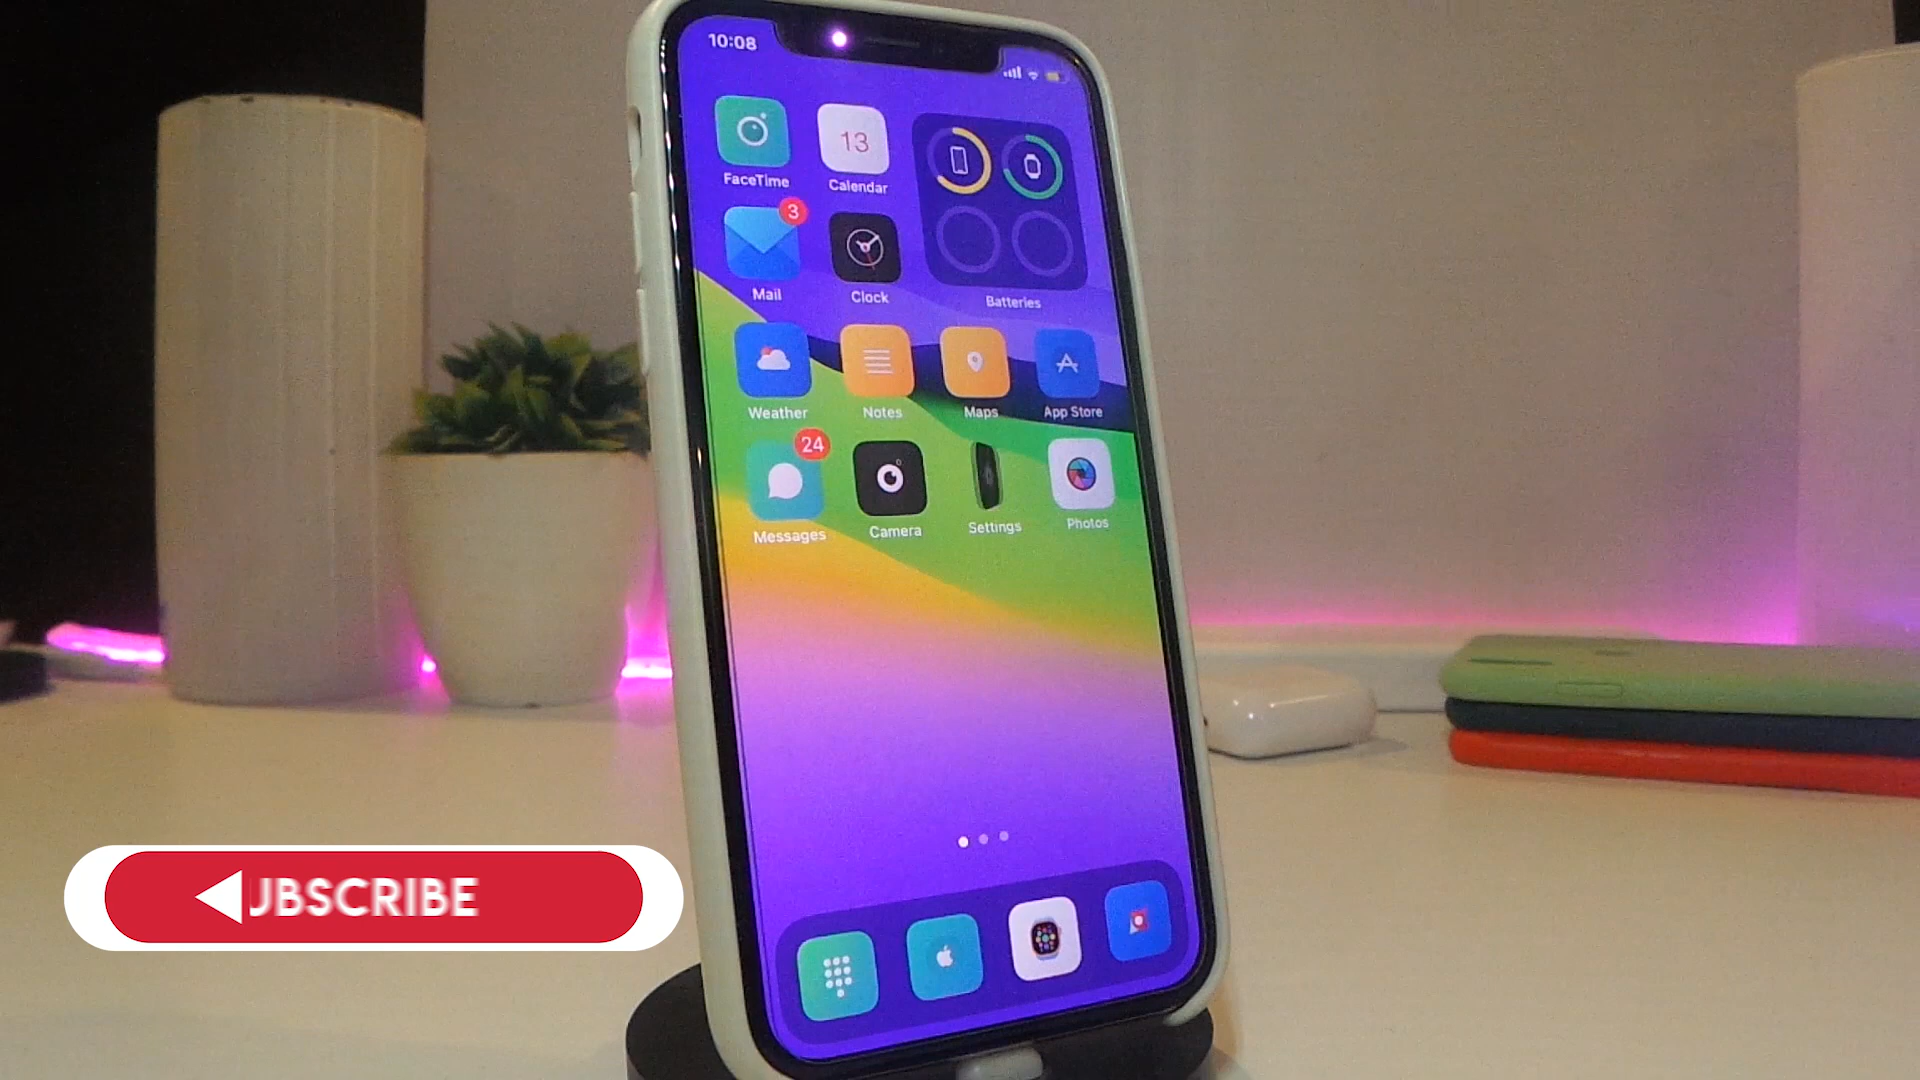 10:08
13
FaceTime
Calendar
3
Mail
Clock
Batteries
Weather
Notes
Maps
App Store
24
Messages
Camera
Settings
Photos
UBSCRIBE